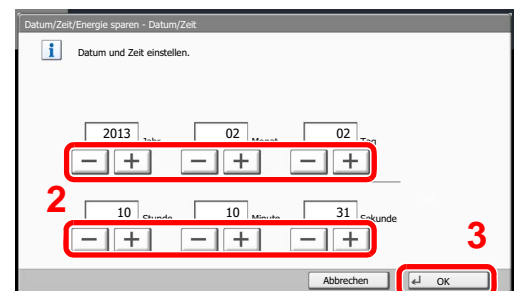 Datum/Zeit/Energie sparen - Datum/Zeit
Datum und Zeit einstellen.
2013 Jahr 02 Monat 02 Tag
− + − + − +
2
10 Stunde 10 Minute 31 Sekunde
− + − + − +
3
Abbrechen OK